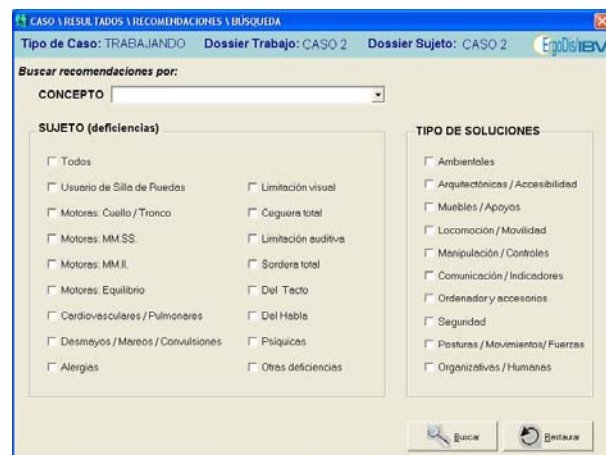 CASO \ RESULTADOS \ RECOMENDACIONES \ BÚSQUEDA
Tipo de Caso: TRABAJANDO Dossier Trabajo: CASO 2 Dossier Sujeto: CASO 2 ErgoDis/IBV
Buscar recomendaciones por:
CONCEPTO
SUJETO (deficiencias)
Todos
Usuario de Silla de Ruedas
Motoras: Cuello / Tronco
Motoras: MM.SS.
Motoras: MM.II.
Motoras: Equilibrio
Cardiovasculares / Pulmonares
Desmayos / Mareos / Convulsiones
Alergias
Limitación visual
Ceguera total
Limitación auditiva
Sordera total
Del Tacto
Del Habla
Psíquicas
Otras deficiencias
TIPO DE SOLUCIONES
Ambientales
Arquitectónicas / Accesibilidad
Muebles / Apoyos
Locomoción / Movilidad
Manipulación / Controles
Comunicación / Indicadores
Ordenador y accesorios
Seguridad
Posturas / Movimientos/ Fuerzas
Organizativas / Humanas
Buscar
Restaurar